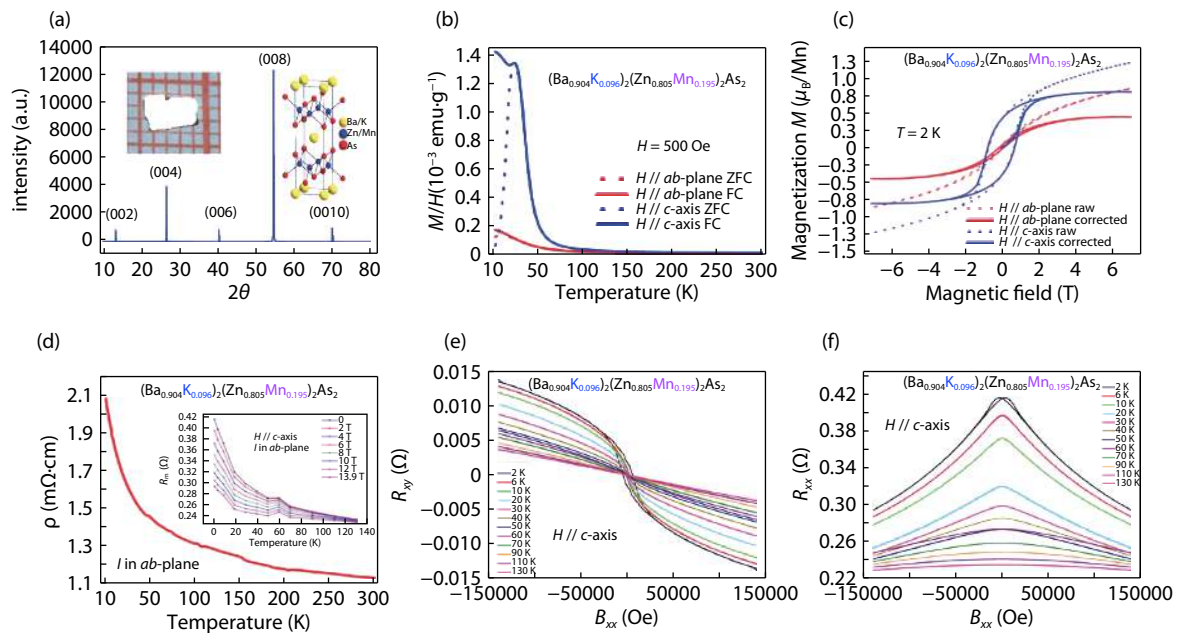 (a)
14000
12000
10000
8000
6000
4000
2000
0
intensity (a.u.)
(002)
(004)
(006)
(008)
(0010)
Ba/K
Zn/Mn
As
10 20 30 40 50 60 70 80
2θ
(b)
1.4
1.2
1.0
0.8
0.6
0.4
0.2
0
M/H/(10⁻³ emu·g⁻¹)
(Ba₀.₉₀₄K₀.₀₉₆)₂(Zn₀.₈₀₅Mn₀.₁₉₅)₂As₂
H = 500 Oe
H // ab-plane ZFC
H // ab-plane FC
H // c-axis ZFC
H // c-axis FC
10 50 100 150 200 250 300
Temperature (K)
(c)
1.3
1.0
0.8
0.5
0.3
0
−0.3
−0.5
−0.8
−1.0
−1.3
−1.5
Magnetization M (μB/Mn)
(Ba₀.₉₀₄K₀.₀₉₆)₂(Zn₀.₈₀₅Mn₀.₁₉₅)₂As₂
T = 2 K
H // ab-plane raw
H // ab-plane corrected
H // c-axis raw
H // c-axis corrected
−6 −4 −2 0 2 4 6
Magnetic field (T)
(d)
2.1
1.9
1.7
1.6
1.4
1.3
1.1
ρ (mΩ·cm)
(Ba₀.₉₀₄K₀.₀₉₆)₂(Zn₀.₈₀₅Mn₀.₁₉₅)₂As₂
0.42
0.40
0.38
0.36
0.34
0.32
0.30
0.28
0.26
0.24
(Ω)
H // c-axis
I in ab-plane
0
2 T
4 T
6 T
8 T
10 T
12 T
13.9 T
0 20 40 60 80 100 120 140
Temperature (K)
I in ab-plane
10 50 100 150 200 250 300
Temperature (K)
(e)
0.015
0.010
0.005
0
−0.005
−0.010
−0.015
Rxy (Ω)
(Ba₀.₉₀₄K₀.₀₉₆)₂(Zn₀.₈₀₅Mn₀.₁₉₅)₂As₂
2 K
6 K
10 K
20 K
30 K
40 K
50 K
60 K
70 K
90 K
110 K
130 K
H // c-axis
−50000 0 50000 150000
Bxx (Oe)
(f)
0.45
0.42
0.38
0.36
0.32
0.29
0.26
0.22
Rxx (Ω)
(Ba₀.₉₀₄K₀.₀₉₆)₂(Zn₀.₈₀₅Mn₀.₁₉₅)₂As₂
H // c-axis
2 K
6 K
10 K
20 K
30 K
40 K
50 K
60 K
70 K
90 K
110 K
130 K
−150000 −50000 0 50000 150000
Bxx (Oe)